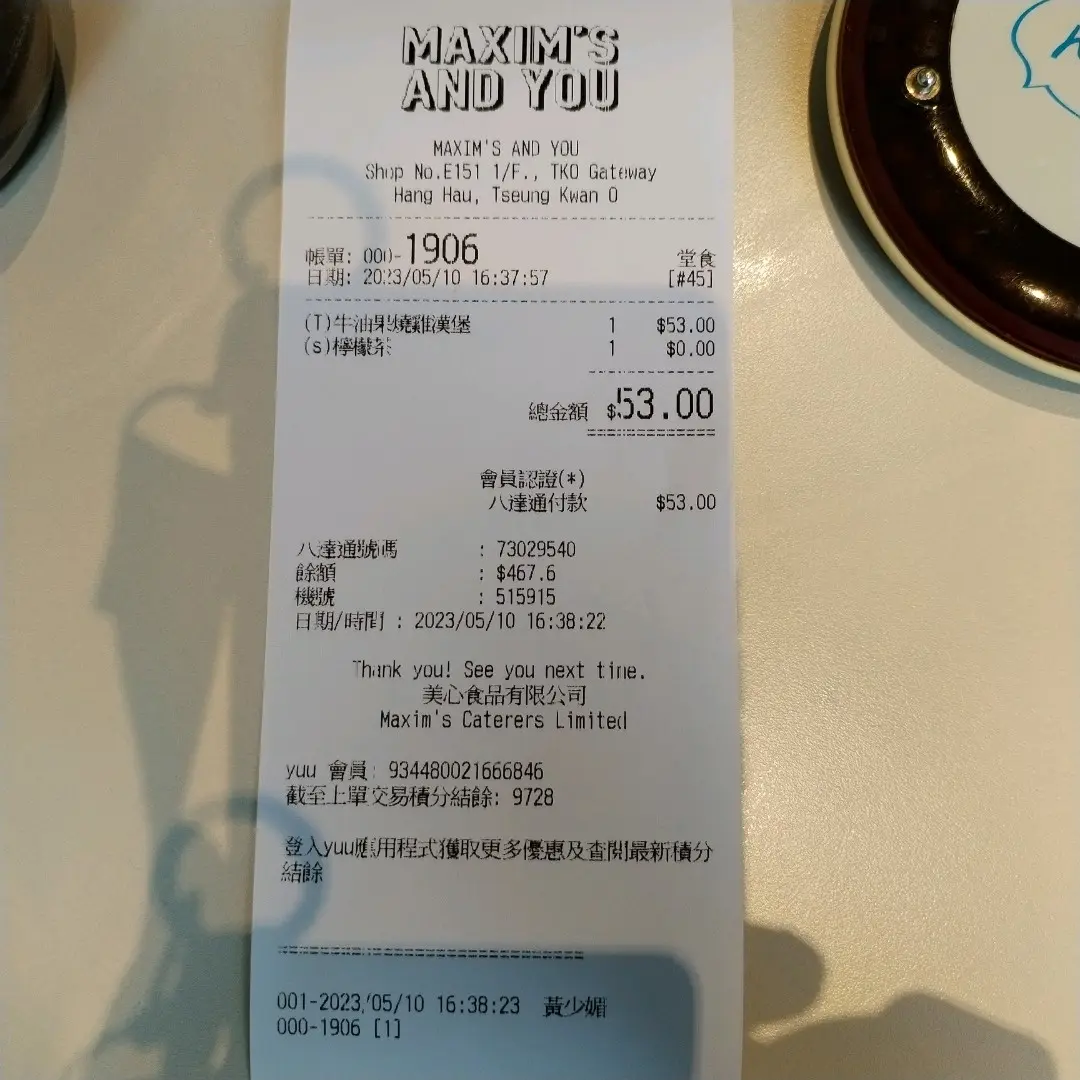 MAXIM'S
AND YOU
MAXIM'S AND YOU
Shop No.E151 1/F., TKO Gateway
Hang Hau, Tseung Kwan O
帳單: 000-1906 堂食
日期: 2023/05/10 16:37:57 [#45]
(T)牛油果燒雞漢堡 1 $53.00
(s)檸檬茶 1 $0.00
總金額 $53.00
會員認證(*)
八達通付款 $53.00
八達通號碼 : 73029540
餘額 : $467.6
機號 : 515915
日期/時間 : 2023/05/10 16:38:22
Thank you! See you next time.
美心食品有限公司
Maxim's Caterers Limited
yuu 會員: 934480021666846
截至上單交易積分結餘: 9728
登入yuu應用程式獲取更多優惠及查閱最新積分
結餘
001-2023/05/10 16:38:23 黃少媚
000-1906 [1]